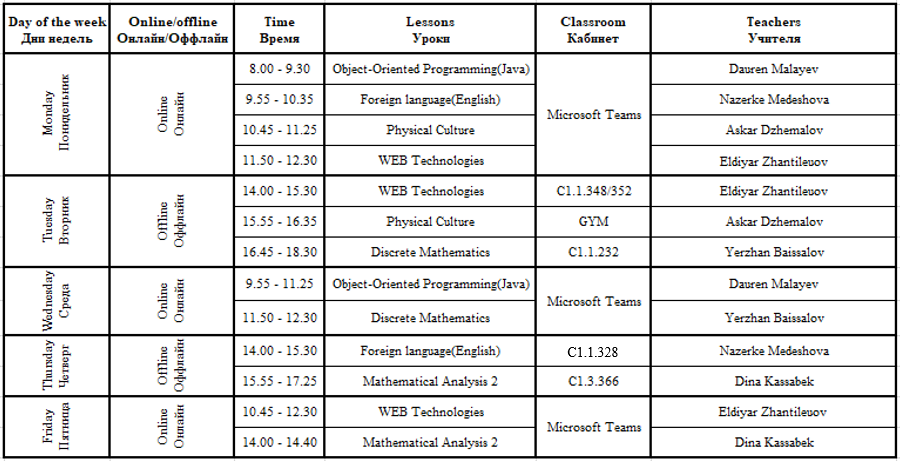 Day of the week Online/offline Time Lessons Classroom Teachers
Дни недель Онлайн/Оффлайн Время Уроки Кабинет Учителя
Monday
Понидельник
Online
Онлайн
8.00 - 9.30 Object-Oriented Programming(Java) Dauren Malayev
9.55 - 10.35 Foreign language(English) Nazerke Medeshova
Microsoft Teams
10.45 - 11.25 Physical Culture Askar Dzhemalov
11.50 - 12.30 WEB Technologies Eldiyar Zhantileuov
Tuesday
Вторник
Offline
Оффлайн
14.00 - 15.30 WEB Technologies C1.1.348/352 Eldiyar Zhantileuov
15.55 - 16.35 Physical Culture GYM Askar Dzhemalov
16.45 - 18.30 Discrete Mathematics C1.1.232 Yerzhan Baissalov
Wednesday
Среда
Online
Онлайн
9.55 - 11.25 Object-Oriented Programming(Java) Dauren Malayev
Microsoft Teams
11.50 - 12.30 Discrete Mathematics Yerzhan Baissalov
Thursday
Четверг
Offline
Оффлайн
14.00 - 15.30 Foreign language(English) C1.1.328 Nazerke Medeshova
15.55 - 17.25 Mathematical Analysis 2 C1.3.366 Dina Kassabek
Friday
Пятница
Online
Онлайн
10.45 - 12.30 WEB Technologies Eldiyar Zhantileuov
Microsoft Teams
14.00 - 14.40 Mathematical Analysis 2 Dina Kassabek